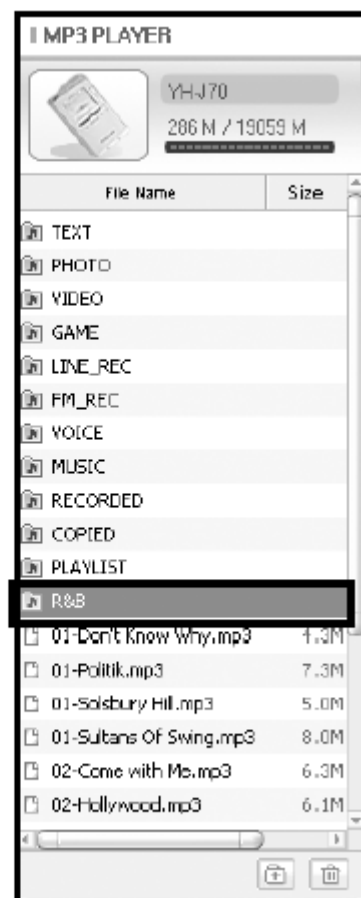 MP3 PLAYER
YH-J70
286 M / 19059 M
File Name Size
TEXT
PHOTO
VIDEO
GAME
LINE_REC
FM_REC
VOICE
MUSIC
RECORDED
COPIED
PLAYLIST
R&B
01-Don't Know Why.mp3 4.3M
01-Politik.mp3 7.3M
01-Solsbury Hill.mp3 5.0M
01-Sultans Of Swing.mp3 8.0M
02-Come with Me.mp3 6.3M
02-Hollywood.mp3 6.1M